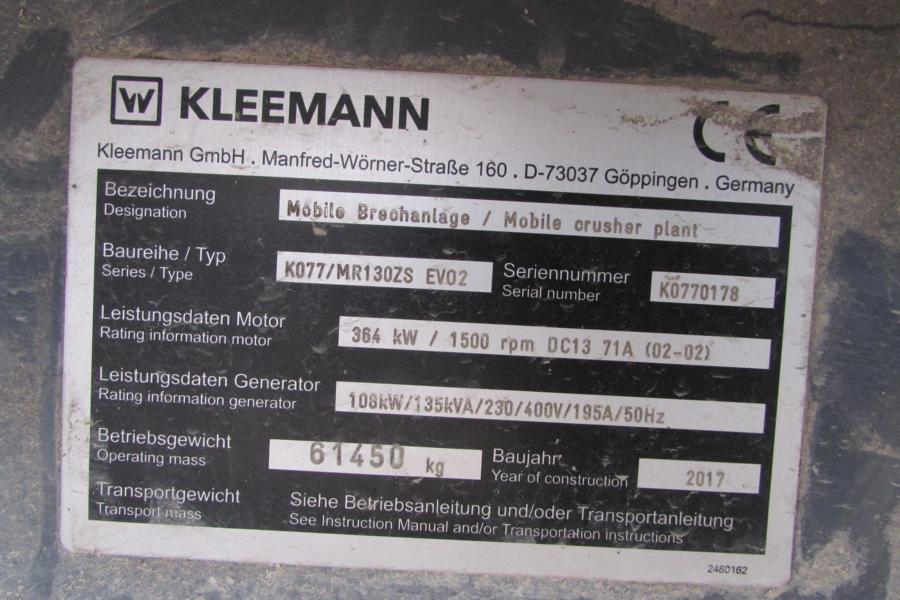 W KLEEMANN CE
Kleemann GmbH . Manfred-Wörner-Straße 160 . D-73037 Göppingen . Germany
Bezeichnung
Designation
Mobile Brechanlage / Mobile crusher plant
Baureihe / Typ
Series / Type
K077/MR130ZS EVO2
Seriennummer
Serial number
K0770178
Leistungsdaten Motor
Rating information motor
364 kW / 1500 rpm DC13 71A (02-02)
Leistungsdaten Generator
Rating information generator
108kW/135kVA/230/400V/195A/50Hz
Betriebsgewicht
Operating mass
61450 kg
Baujahr
Year of construction
2017
Transportgewicht
Transport mass
Siehe Betriebsanleitung und/oder Transportanleitung
See Instruction Manual and/or Transportation instructions
2480162